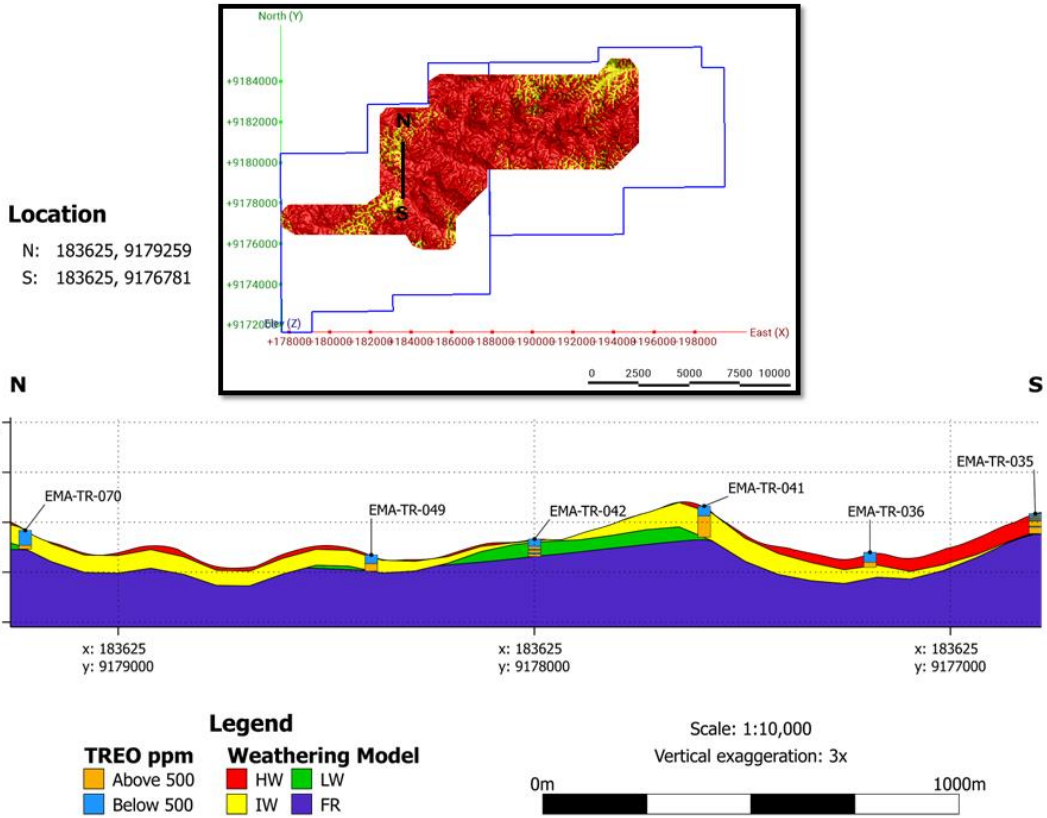 North (Y)
+9184000
+9182000
+9180000
+9178000
+9176000
+9174000
+9172000
Elev (Z)
N
S
East (X)
+178000 +180000 +182000 +184000 +186000 +188000 +190000 +192000 +194000 +196000 +198000
0 2500 5000 7500 10000
Location
N: 183625, 9179259
S: 183625, 9176781
N
S
EMA-TR-070
EMA-TR-049
EMA-TR-042
EMA-TR-041
EMA-TR-036
EMA-TR-035
x: 183625
y: 9179000
x: 183625
y: 9178000
x: 183625
y: 9177000
Legend
TREO ppm
Above 500
Below 500
Weathering Model
HW LW
IW FR
Scale: 1:10,000
Vertical exaggeration: 3x
0m 1000m